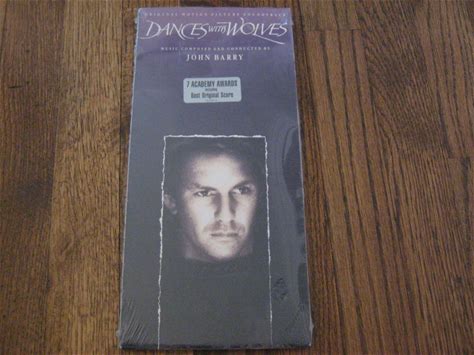 ORIGINAL MOTION PICTURE SOUNDTRACK
DANCES WITH WOLVES
MUSIC COMPOSED AND CONDUCTED BY
JOHN BARRY
7 ACADEMY AWARDS
including
Best Original Score